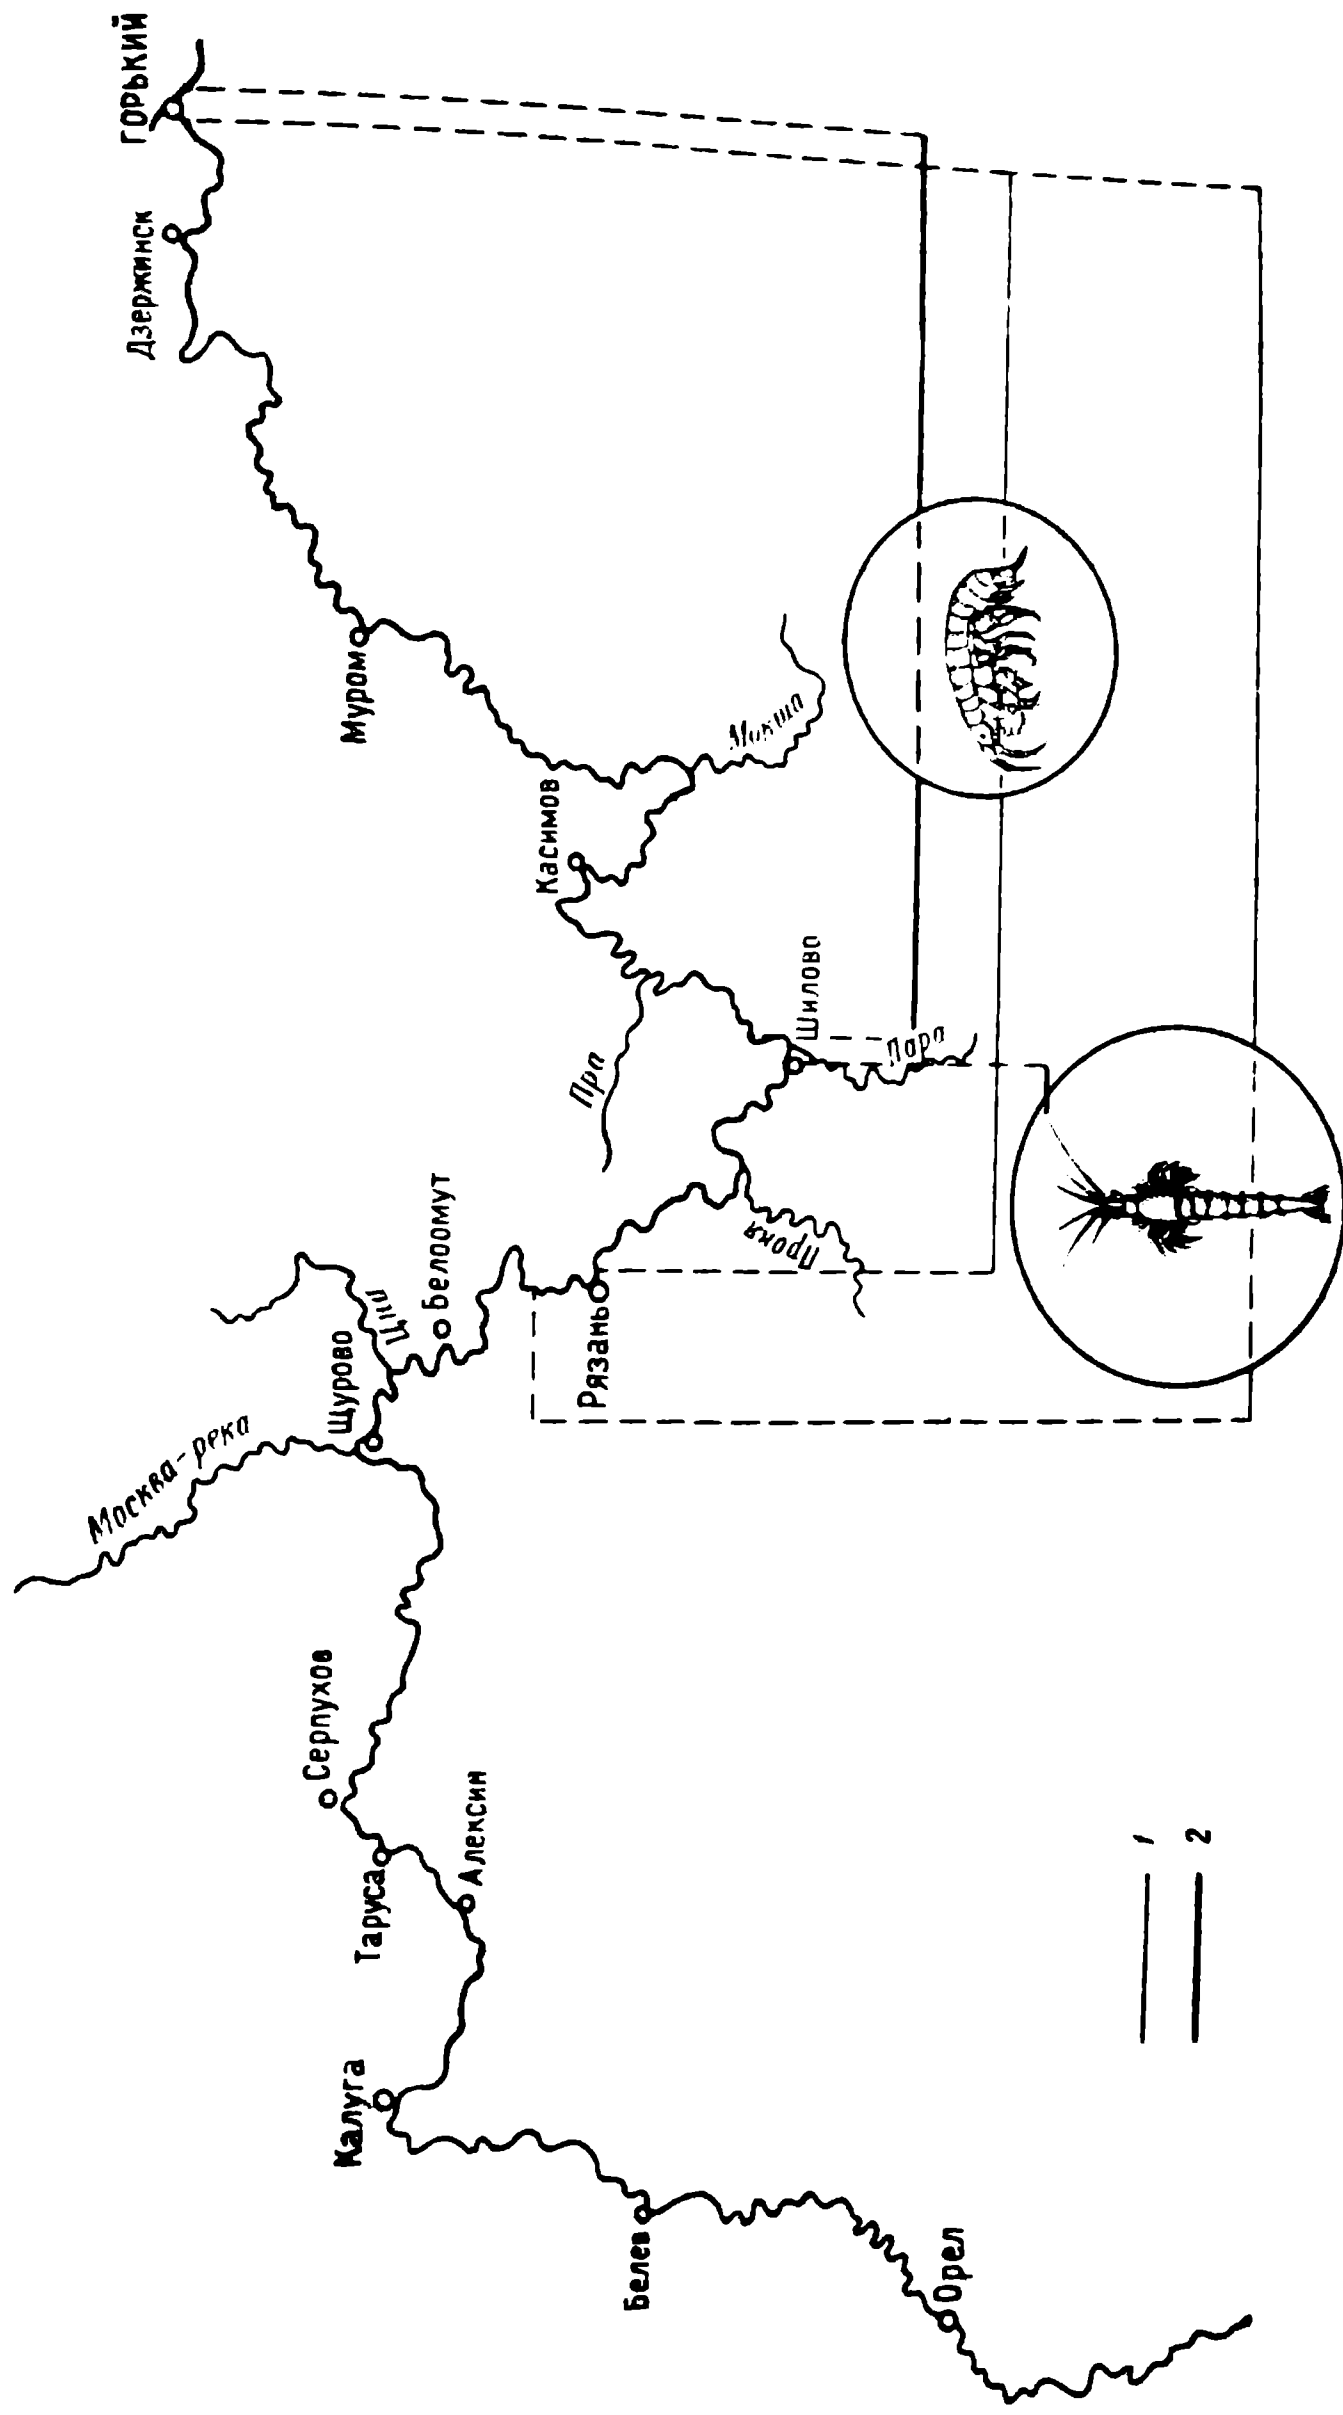 Москва-река
Щурово
Цна
Белоомут
Рязань
Проня
Пра
Шилово
Пара
Касимов
Мокша
Муром
Дзержинск
ГОРЬКИЙ
Серпухов
Таруса
Алексин
Калуга
Белев
Орел
1
2